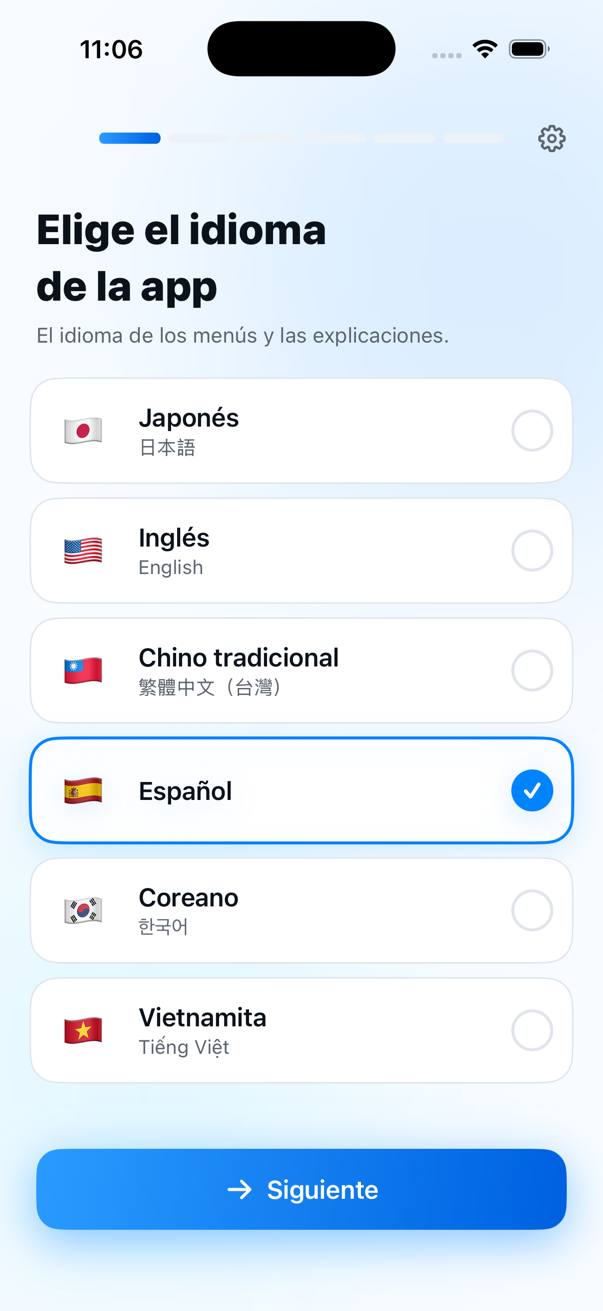 11:06
Elige el idioma
de la app
El idioma de los menús y las explicaciones.
Japonés
日本語
Inglés
English
Chino tradicional
繁體中文（台灣）
Español
Coreano
한국어
Vietnamita
Tiếng Việt
Siguiente